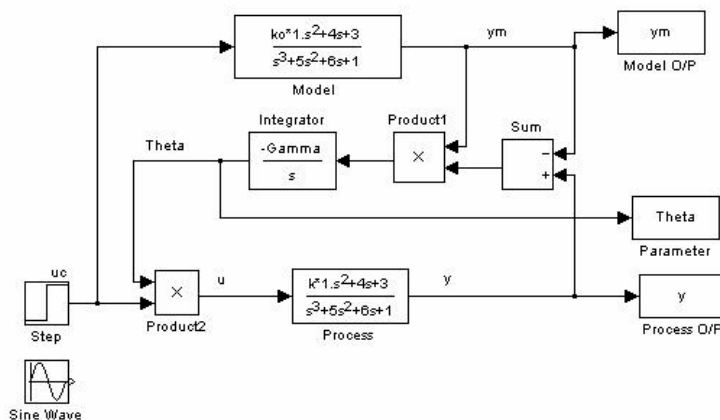 ko*1.s²+4s+3
s³+5s²+6s+1
Model
ym
ym
Model O/P
Integrator
Product1
Sum
Theta
-Gamma
s
×
−
+
Theta
Parameter
uc
Step
×
Product2
u
k*1.s²+4s+3
s³+5s²+6s+1
Process
y
y
Process O/P
Sine Wave